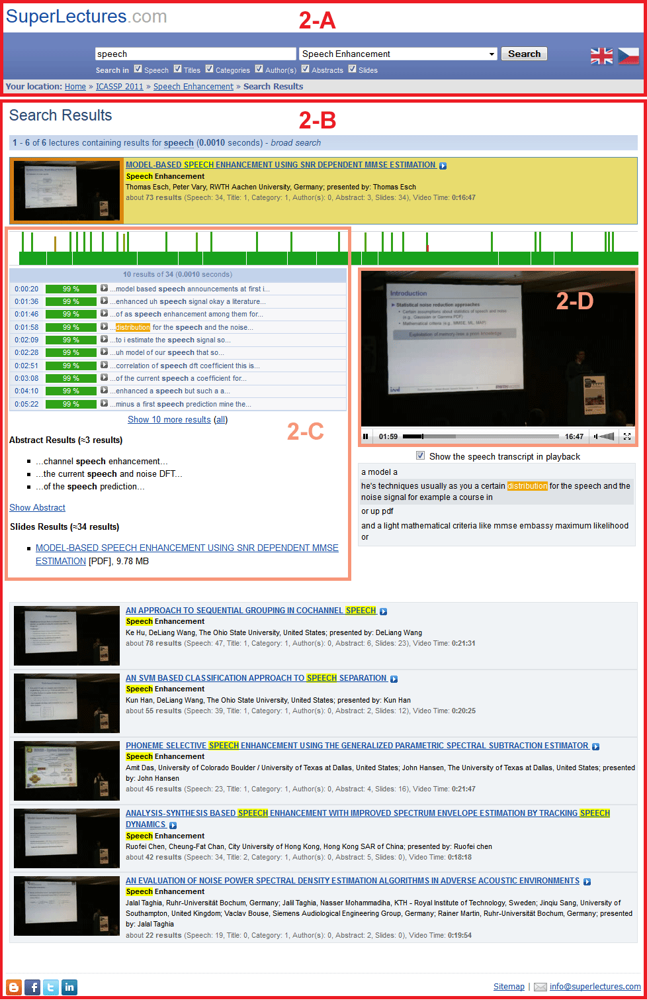 SuperLectures.com
2-A
speech
Speech Enhancement
Search
Search in Speech Titles Categories Author(s) Abstracts Slides
Your location: Home » ICASSP 2011 » Speech Enhancement » Search Results
Search Results
2-B
1 - 6 of 6 lectures containing results for speech (0.0010 seconds) - broad search
MODEL-BASED SPEECH ENHANCEMENT USING SNR DEPENDENT MMSE ESTIMATION
Speech Enhancement
Thomas Esch, Peter Vary, RWTH Aachen University, Germany; presented by: Thomas Esch
about 73 results (Speech: 34, Title: 1, Category: 1, Author(s): 0, Abstract: 3, Slides: 34), Video Time: 0:16:47
10 results of 34 (0.0010 seconds)
0:00:20 99 % ...model based speech announcements at first i...
0:01:36 99 % ...enhanced uh speech signal okay a literature...
0:01:46 99 % ...of as speech enhancement among them for...
0:01:58 99 % ...distribution for the speech and the noise...
0:02:09 99 % ...to i estimate the speech signal so...
0:02:28 99 % ...uh model of our speech that so...
0:02:51 99 % ...correlation of speech dft coefficient this is...
0:03:08 99 % ...of the current speech a coefficient for...
0:04:10 99 % ...enhanced a speech but such a a...
0:05:22 99 % ...minus a first speech prediction mine the...
Show 10 more results (all)
2-C
Abstract Results (≈3 results)
...channel speech enhancement...
...the current speech and noise DFT...
...of the speech prediction...
Show Abstract
Slides Results (≈34 results)
MODEL-BASED SPEECH ENHANCEMENT USING SNR DEPENDENT MMSE
ESTIMATION [PDF], 9.78 MB
2-D
Introduction
Statistical noise reduction approaches
Certain assumptions about statistics of speech and noise
(e.g., Gaussian or Gamma PDF)
Mathematical criteria (e.g., MMSE, ML, MAP)
Exploitation of memory-less a priori knowledge
01:59
16:47
Show the speech transcript in playback
a model a
he's techniques usually as you a certain distribution for the speech and the
noise signal for example a course in
or up pdf
and a light mathematical criteria like mmse embassy maximum likelihood
or
AN APPROACH TO SEQUENTIAL GROUPING IN COCHANNEL SPEECH
Speech Enhancement
Ke Hu, DeLiang Wang, The Ohio State University, United States; presented by: DeLiang Wang
about 78 results (Speech: 47, Title: 1, Category: 1, Author(s): 0, Abstract: 6, Slides: 23), Video Time: 0:21:31
AN SVM BASED CLASSIFICATION APPROACH TO SPEECH SEPARATION
Speech Enhancement
Kun Han, DeLiang Wang, The Ohio State University, United States; presented by: Kun Han
about 55 results (Speech: 39, Title: 1, Category: 1, Author(s): 0, Abstract: 2, Slides: 12), Video Time: 0:20:25
PHONEME SELECTIVE SPEECH ENHANCEMENT USING THE GENERALIZED PARAMETRIC SPECTRAL SUBTRACTION ESTIMATOR
Speech Enhancement
Amit Das, University of Colorado Boulder / University of Texas at Dallas, United States; John Hansen, The University of Texas at Dallas, United States; presented
by: John Hansen
about 45 results (Speech: 23, Title: 1, Category: 1, Author(s): 0, Abstract: 4, Slides: 16), Video Time: 0:21:47
ANALYSIS-SYNTHESIS BASED SPEECH ENHANCEMENT WITH IMPROVED SPECTRUM ENVELOPE ESTIMATION BY TRACKING SPEECH
DYNAMICS
Speech Enhancement
Ruofei Chen, Cheung-Fat Chan, City University of Hong Kong, Hong Kong SAR of China; presented by: Ruofei chen
about 42 results (Speech: 34, Title: 2, Category: 1, Author(s): 0, Abstract: 5, Slides: 0), Video Time: 0:18:18
AN EVALUATION OF NOISE POWER SPECTRAL DENSITY ESTIMATION ALGORITHMS IN ADVERSE ACOUSTIC ENVIRONMENTS
Speech Enhancement
Jalal Taghia, Ruhr-Universität Bochum, Germany; Jalil Taghia, Nasser Mohammadiha, KTH - Royal Institute of Technology, Sweden; Jinqiu Sang, University of
Southampton, United Kingdom; Vaclav Bouse, Siemens Audiological Engineering Group, Germany; Rainer Martin, Ruhr-Universität Bochum, Germany; presented
by: Jalal Taghia
about 22 results (Speech: 19, Title: 0, Category: 1, Author(s): 0, Abstract: 2, Slides: 0), Video Time: 0:19:54
Sitemap | info@superlectures.com